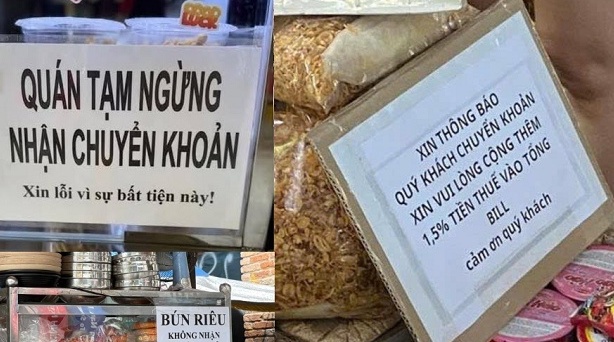 QUÁN TẠM NGỪNG
NHẬN CHUYỂN KHOẢN
Xin lỗi vì sự bất tiện này!
XIN THÔNG BÁO
QUÝ KHÁCH CHUYỂN KHOẢN
XIN VUI LÒNG CỘNG THÊM
1,5% TIỀN THUẾ VÀO TỔNG
BILL
cảm ơn quý khách
BÚN RIÊU
KHÔNG NHẬN